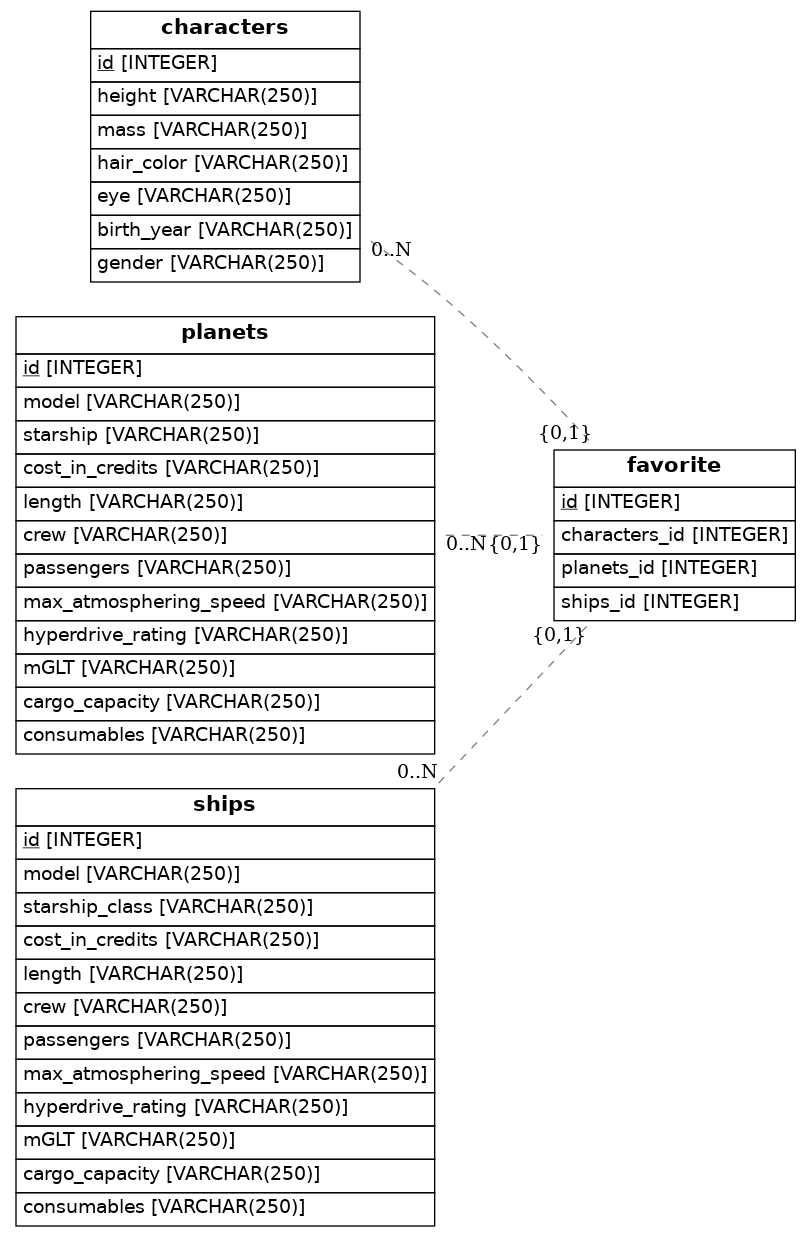 characters
id [INTEGER]
height [VARCHAR(250)]
mass [VARCHAR(250)]
hair_color [VARCHAR(250)]
eye [VARCHAR(250)]
birth_year [VARCHAR(250)]
gender [VARCHAR(250)]
0..N
planets
id [INTEGER]
model [VARCHAR(250)]
starship [VARCHAR(250)]
cost_in_credits [VARCHAR(250)]
length [VARCHAR(250)]
crew [VARCHAR(250)]
passengers [VARCHAR(250)]
max_atmosphering_speed [VARCHAR(250)]
hyperdrive_rating [VARCHAR(250)]
mGLT [VARCHAR(250)]
cargo_capacity [VARCHAR(250)]
consumables [VARCHAR(250)]
0..N
{0,1}
{0,1}
favorite
id [INTEGER]
characters_id [INTEGER]
planets_id [INTEGER]
ships_id [INTEGER]
{0,1}
0..N
ships
id [INTEGER]
model [VARCHAR(250)]
starship_class [VARCHAR(250)]
cost_in_credits [VARCHAR(250)]
length [VARCHAR(250)]
crew [VARCHAR(250)]
passengers [VARCHAR(250)]
max_atmosphering_speed [VARCHAR(250)]
hyperdrive_rating [VARCHAR(250)]
mGLT [VARCHAR(250)]
cargo_capacity [VARCHAR(250)]
consumables [VARCHAR(250)]